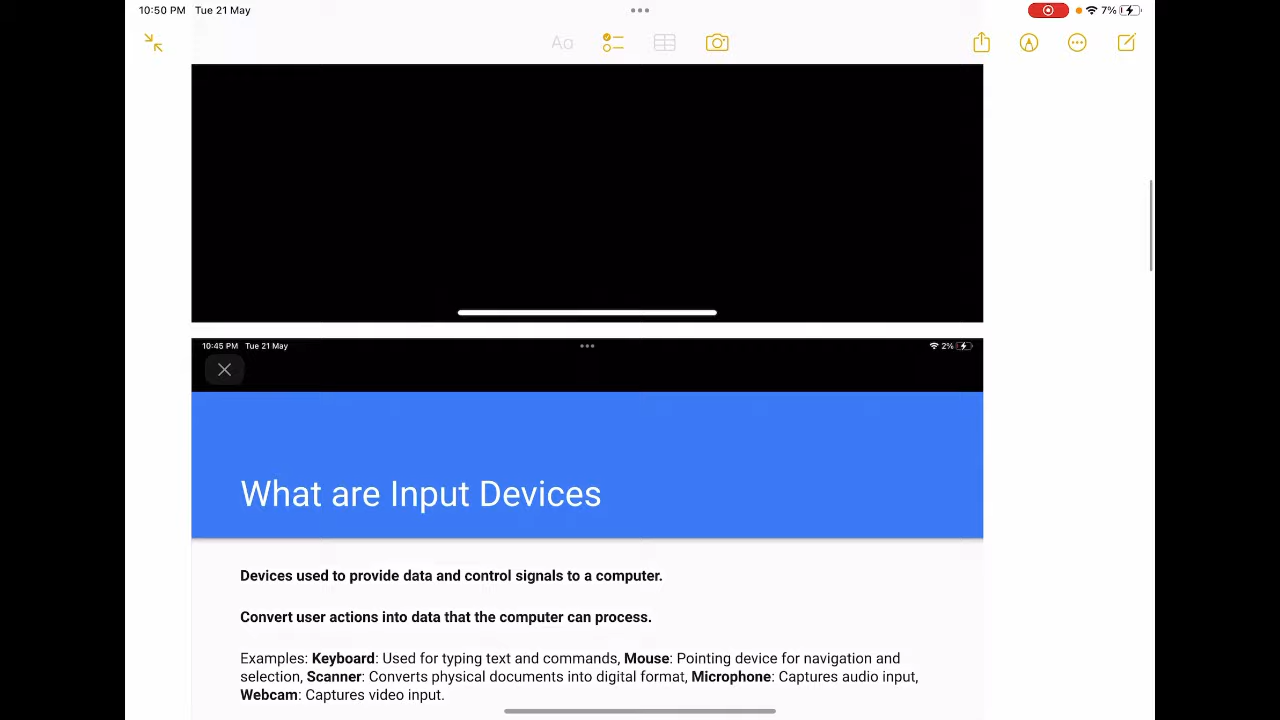 10:50 PM Tue 21 May
7%
Aa
10:45 PM Tue 21 May
2%
What are Input Devices
Devices used to provide data and control signals to a computer.
Convert user actions into data that the computer can process.
Examples: Keyboard: Used for typing text and commands, Mouse: Pointing device for navigation and
selection, Scanner: Converts physical documents into digital format, Microphone: Captures audio input,
Webcam: Captures video input.